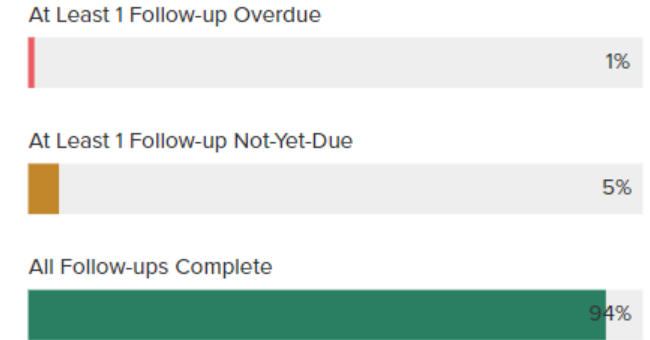 At Least 1 Follow-up Overdue
1%
At Least 1 Follow-up Not-Yet-Due
5%
All Follow-ups Complete
94%